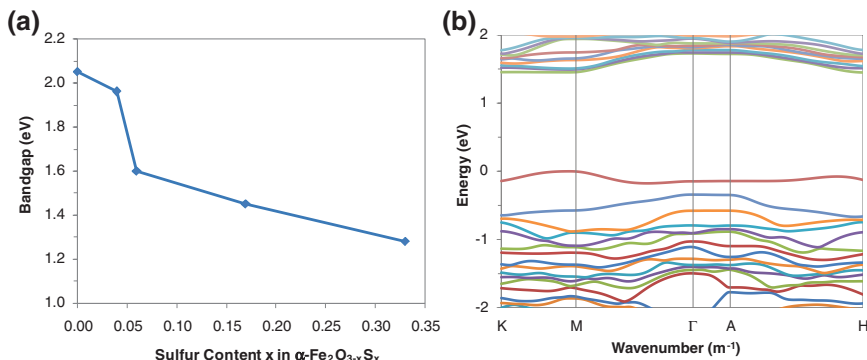 (a)
2.2
2.0
1.8
1.6
1.4
1.2
1.0
Bandgap (eV)
0.00 0.05 0.10 0.15 0.20 0.25 0.30 0.35
Sulfur Content x in α-Fe2O3-xSx
(b)
2
1
0
-1
-2
Energy (eV)
K M Γ A H
Wavenumber (m-1)